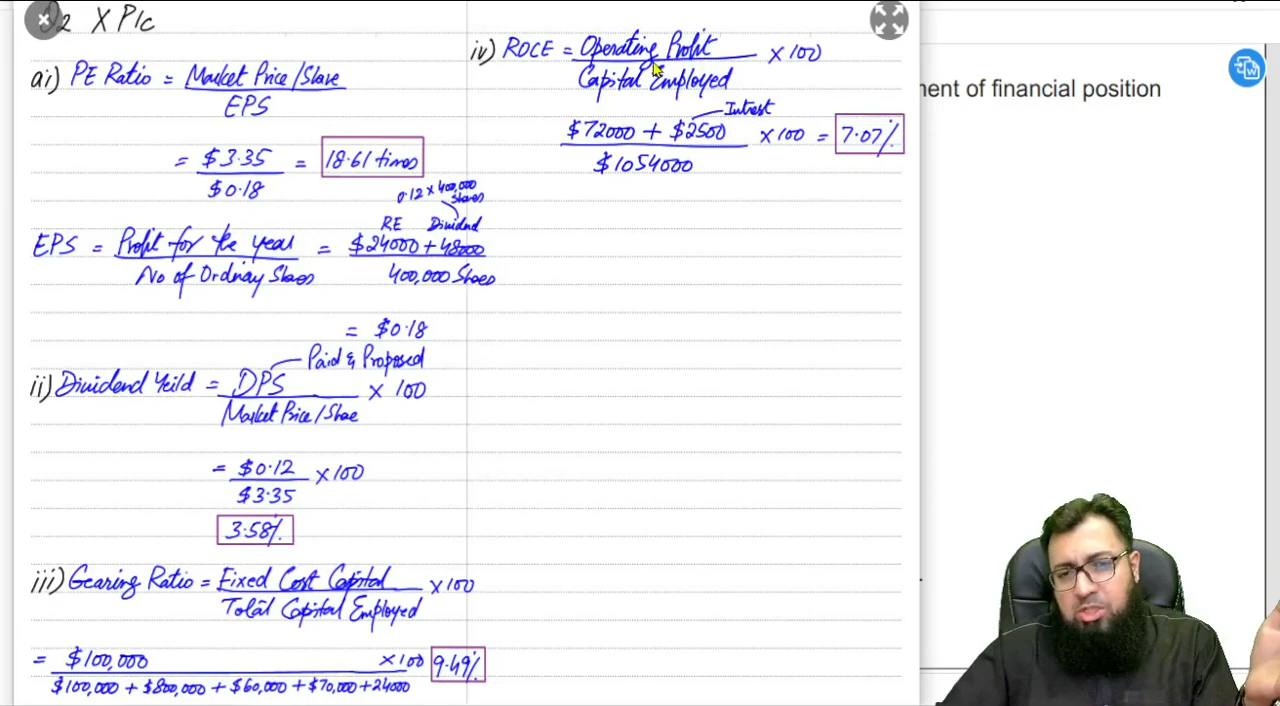 Q2 X Plc
ai) PE Ratio = Market Price/Share
EPS
= $3.35 = 18.61 times
$0.18
0.12 x 400,000
Shares
RE Dividend
EPS = Profit for the year = $24000 + 48000
No of Ordinay Shares 400,000 Shares
= $0.18
Paid & Proposed
ii) Dividend Yeild = DPS x 100
Market Price/Share
= $0.12 x 100
$3.35
3.58%
iii) Gearing Ratio = Fixed Cost Capital x 100
Total Capital Employed
= $100,000 x 100 9.49%
$100,000 + $800,000 + $60,000 + $70,000 + 24000
iv) ROCE = Operating Profit x 100
Capital Employed
Intrest
$72000 + $2500 x 100 = 7.07%
$1054000
nent of financial position